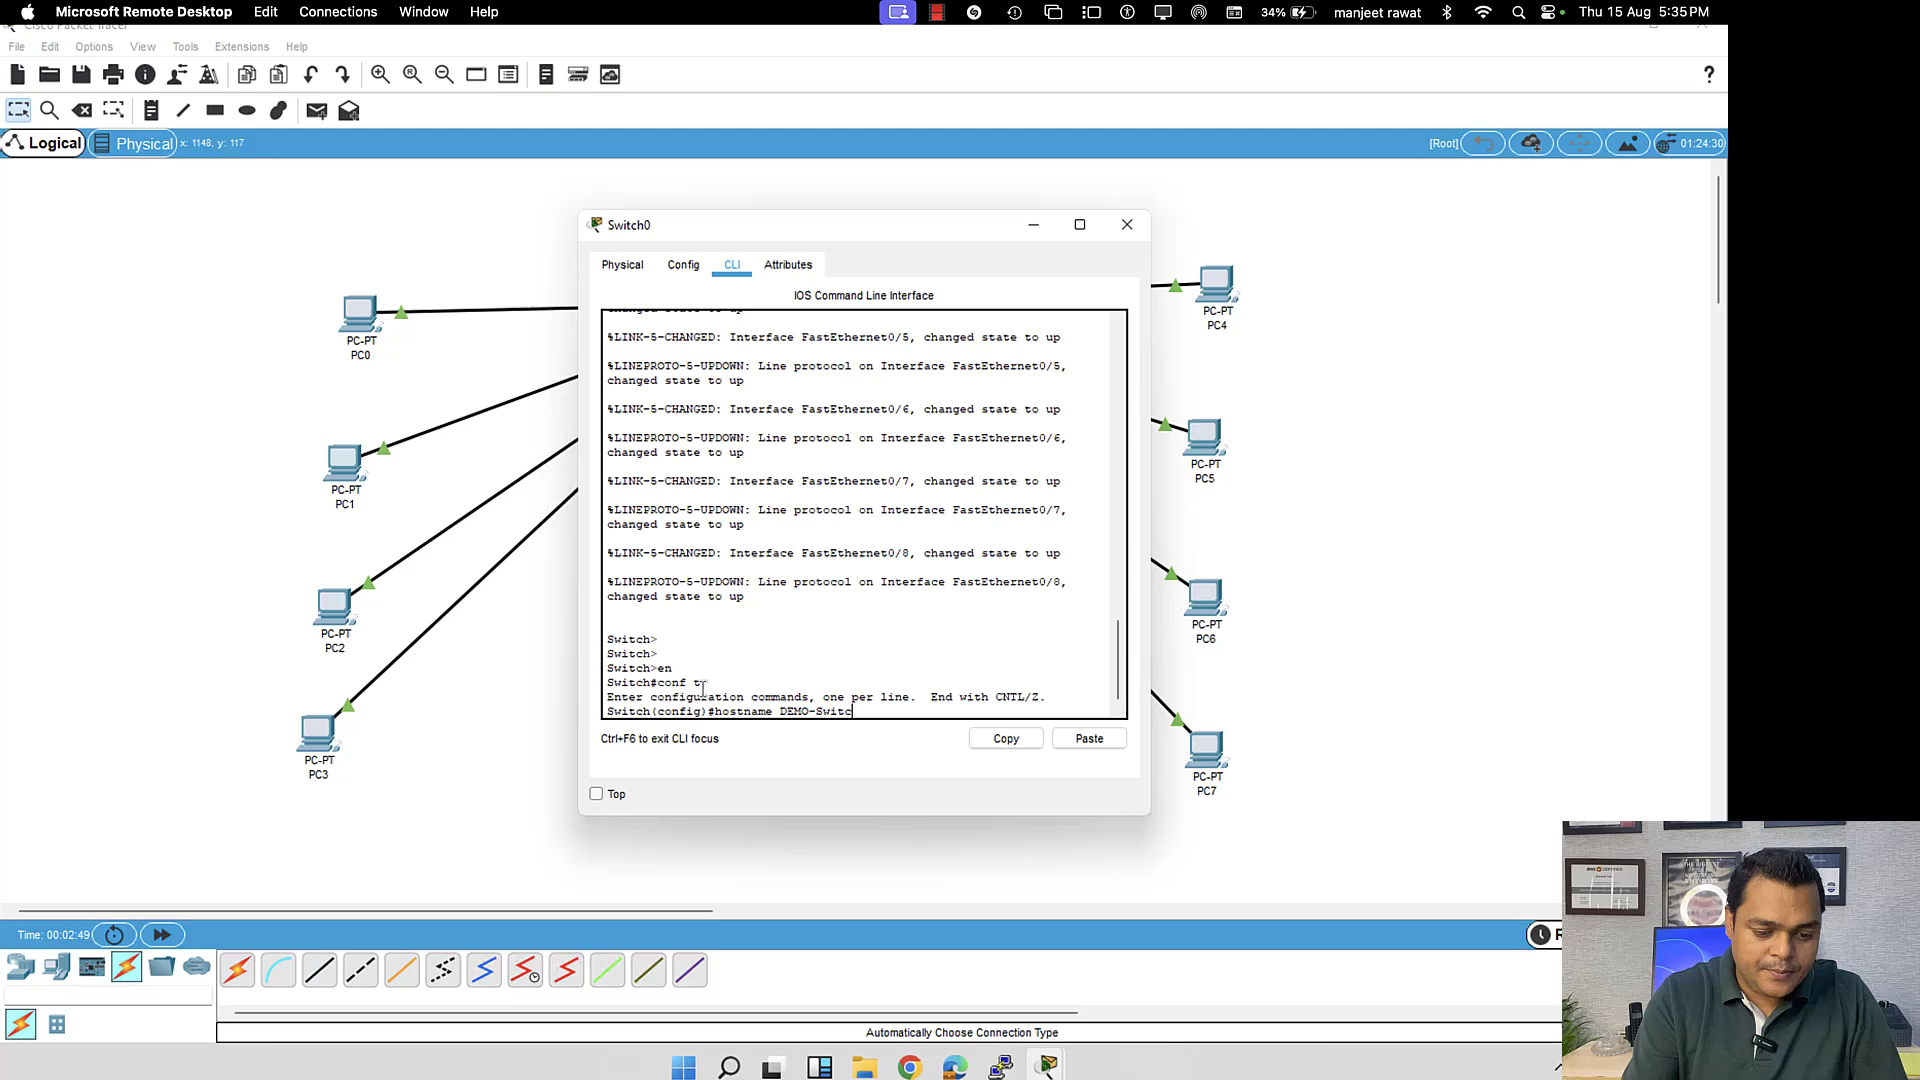 Microsoft Remote Desktop Edit Connections Window Help 34% manjeet rawat Thu 15 Aug 5:35 PM
Cisco Packet Tracer
File Edit Options View Tools Extensions Help
?
Logical Physical x: 1148, y: 117 [Root] 01:24:30
Switch0
Physical Config CLI Attributes
IOS Command Line Interface
changed state to up
%LINK-5-CHANGED: Interface FastEthernet0/5, changed state to up
%LINEPROTO-5-UPDOWN: Line protocol on Interface FastEthernet0/5,
changed state to up
%LINK-5-CHANGED: Interface FastEthernet0/6, changed state to up
%LINEPROTO-5-UPDOWN: Line protocol on Interface FastEthernet0/6,
changed state to up
%LINK-5-CHANGED: Interface FastEthernet0/7, changed state to up
%LINEPROTO-5-UPDOWN: Line protocol on Interface FastEthernet0/7,
changed state to up
%LINK-5-CHANGED: Interface FastEthernet0/8, changed state to up
%LINEPROTO-5-UPDOWN: Line protocol on Interface FastEthernet0/8,
changed state to up
Switch>
Switch>
Switch>en
Switch#conf t
Enter configuration commands, one per line. End with CNTL/Z.
Switch(config)#hostname DEMO-Switc
Ctrl+F6 to exit CLI focus
Copy Paste
Top
PC-PT
PC0
PC-PT
PC1
PC-PT
PC2
PC-PT
PC3
PC-PT
PC4
PC-PT
PC5
PC-PT
PC6
PC-PT
PC7
Time: 00:02:49
Automatically Choose Connection Type